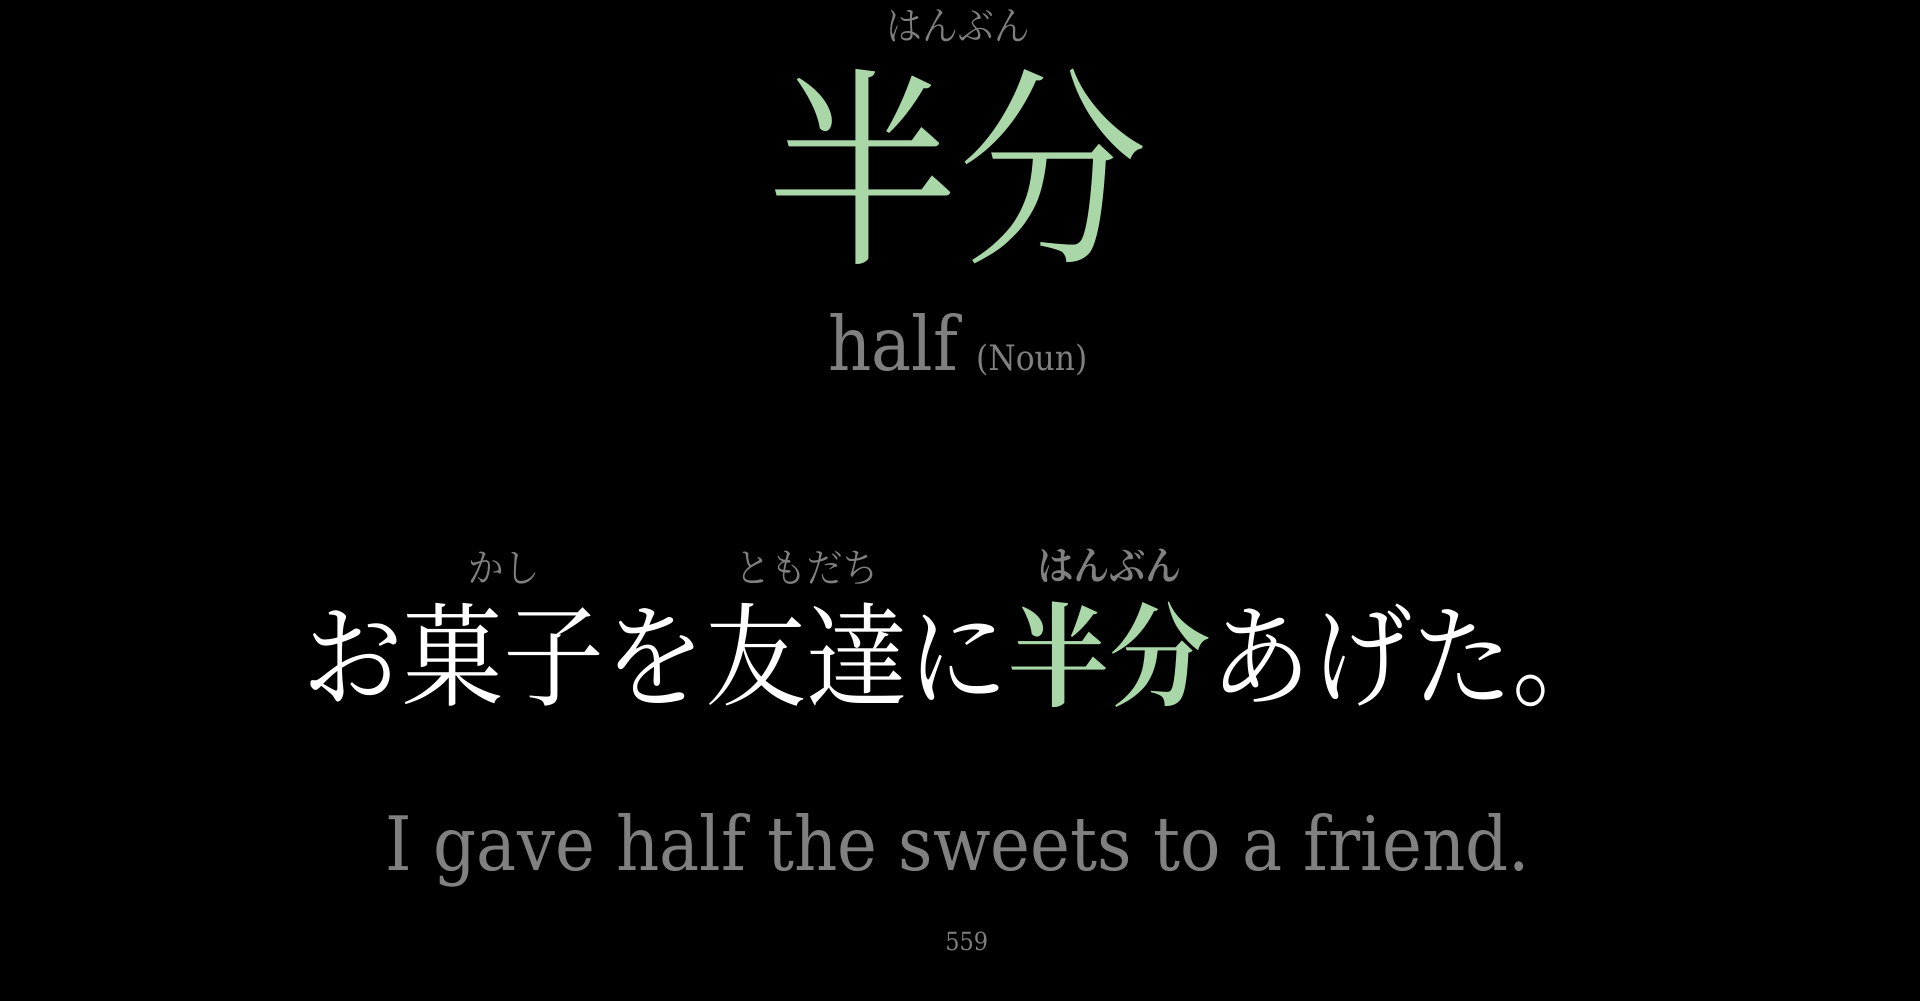 はんぶん
半分
half (Noun)
かし ともだち はんぶん
お菓子を友達に半分あげた。
I gave half the sweets to a friend.
559